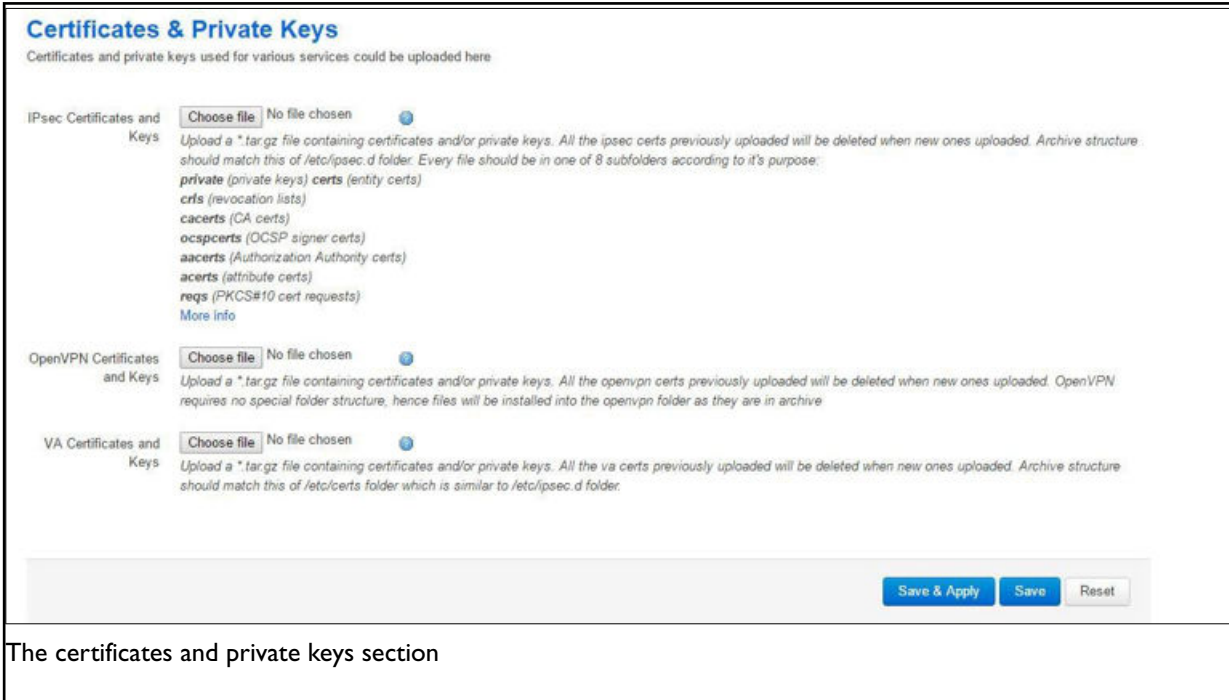 Certificates & Private Keys
Certificates and private keys used for various services could be uploaded here
IPsec Certificates and Keys
Choose file No file chosen
Upload a *.tar.gz file containing certificates and/or private keys. All the ipsec certs previously uploaded will be deleted when new ones uploaded. Archive structure
should match this of /etc/ipsec.d folder. Every file should be in one of 8 subfolders according to it's purpose:
private (private keys) certs (entity certs)
crls (revocation lists)
cacerts (CA certs)
ocspcerts (OCSP signer certs)
aacerts (Authorization Authority certs)
acerts (attribute certs)
reqs (PKCS#10 cert requests)
More info
OpenVPN Certificates and Keys
Choose file No file chosen
Upload a *.tar.gz file containing certificates and/or private keys. All the openvpn certs previously uploaded will be deleted when new ones uploaded. OpenVPN
requires no special folder structure, hence files will be installed into the openvpn folder as they are in archive
VA Certificates and Keys
Choose file No file chosen
Upload a *.tar.gz file containing certificates and/or private keys. All the va certs previously uploaded will be deleted when new ones uploaded. Archive structure
should match this of /etc/certs folder which is similar to /etc/ipsec.d folder.
Save & Apply Save Reset
The certificates and private keys section